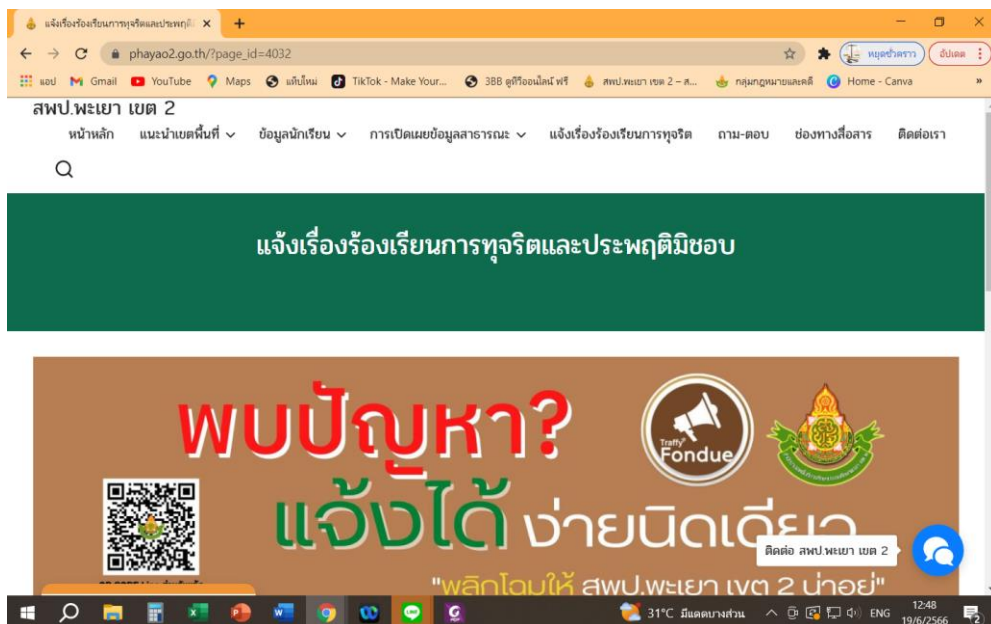 แจ้งเรื่องร้องเรียนการทุจริตและประพฤติมิ
phayao2.go.th/?page_id=4032
หยุดชั่วคราว
อัปเดต
แอป
Gmail
YouTube
Maps
แท็บใหม่
TikTok - Make Your...
3BB ดูทีวีออนไลน์ ฟรี
สพป.พะเยา เขต 2 – ส...
กลุ่มกฎหมายและคดี
Home - Canva
»
สพป.พะเยา เขต 2
หน้าหลัก
แนะนำเขตพื้นที่
ข้อมูลนักเรียน
การเปิดเผยข้อมูลสาธารณะ
แจ้งเรื่องร้องเรียนการทุจริต
ถาม-ตอบ
ช่องทางสื่อสาร
ติดต่อเรา
แจ้งเรื่องร้องเรียนการทุจริตและประพฤติมิชอบ
พบปัญหา?
Traffy
Fondue
แจ้งได้ ง่ายนิดเดียว
ติดต่อ สพป.พะเยา เขต 2
"พลิกโฉมให้ สพป.พะเยา เขต 2 น่าอยู่"
31°C มีแดดบางส่วน
ENG
12:48
19/6/2566
2